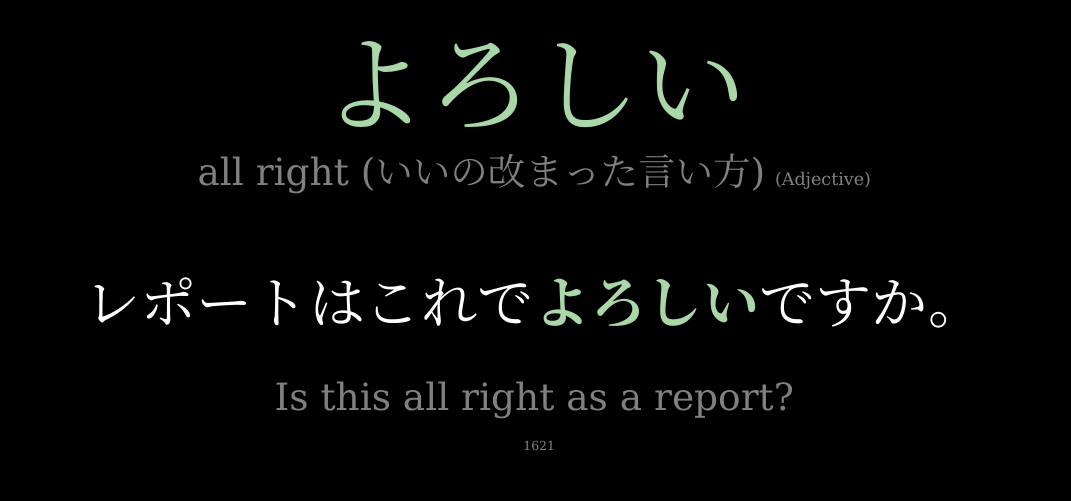 よろしい
all right (いいの改まった言い方) (Adjective)
レポートはこれでよろしいですか。
Is this all right as a report?
1621